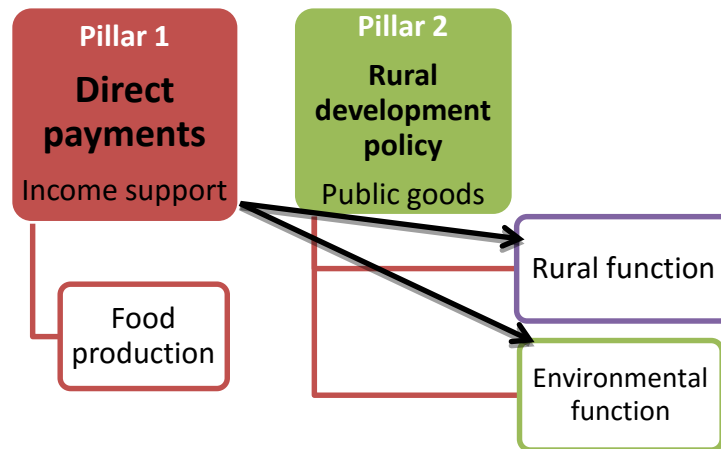 Pillar 1
Direct
payments
Income support
Food
production
Pillar 2
Rural
development
policy
Public goods
Rural function
Environmental
function